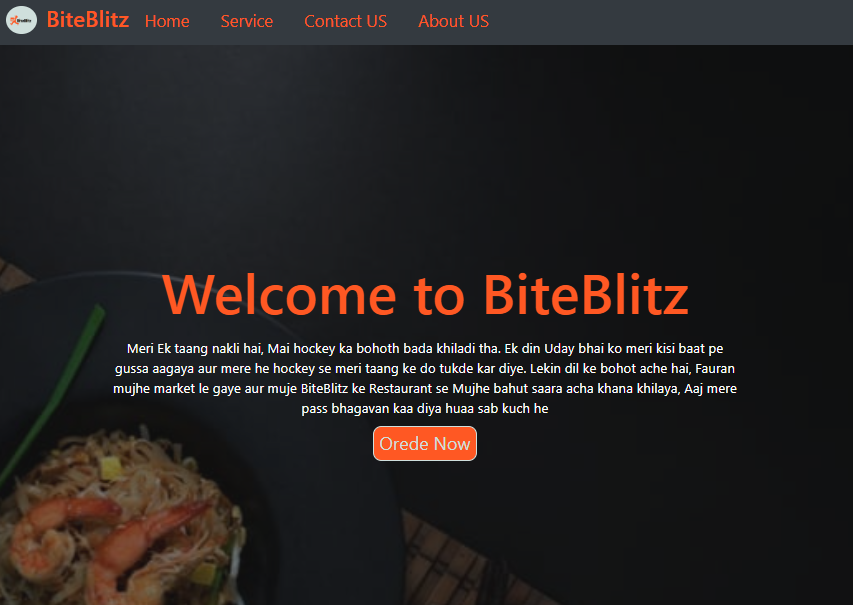 BiteBlitz Home Service Contact US About US
Welcome to BiteBlitz
Meri Ek taang nakli hai, Mai hockey ka bohoth bada khiladi tha. Ek din Uday bhai ko meri kisi baat pe
gussa aagaya aur mere he hockey se meri taang ke do tukde kar diye. Lekin dil ke bohot ache hai, Fauran
mujhe market le gaye aur muje BiteBlitz ke Restaurant se Mujhe bahut saara acha khana khilaya, Aaj mere
pass bhagavan kaa diya huaa sab kuch he
Orede Now